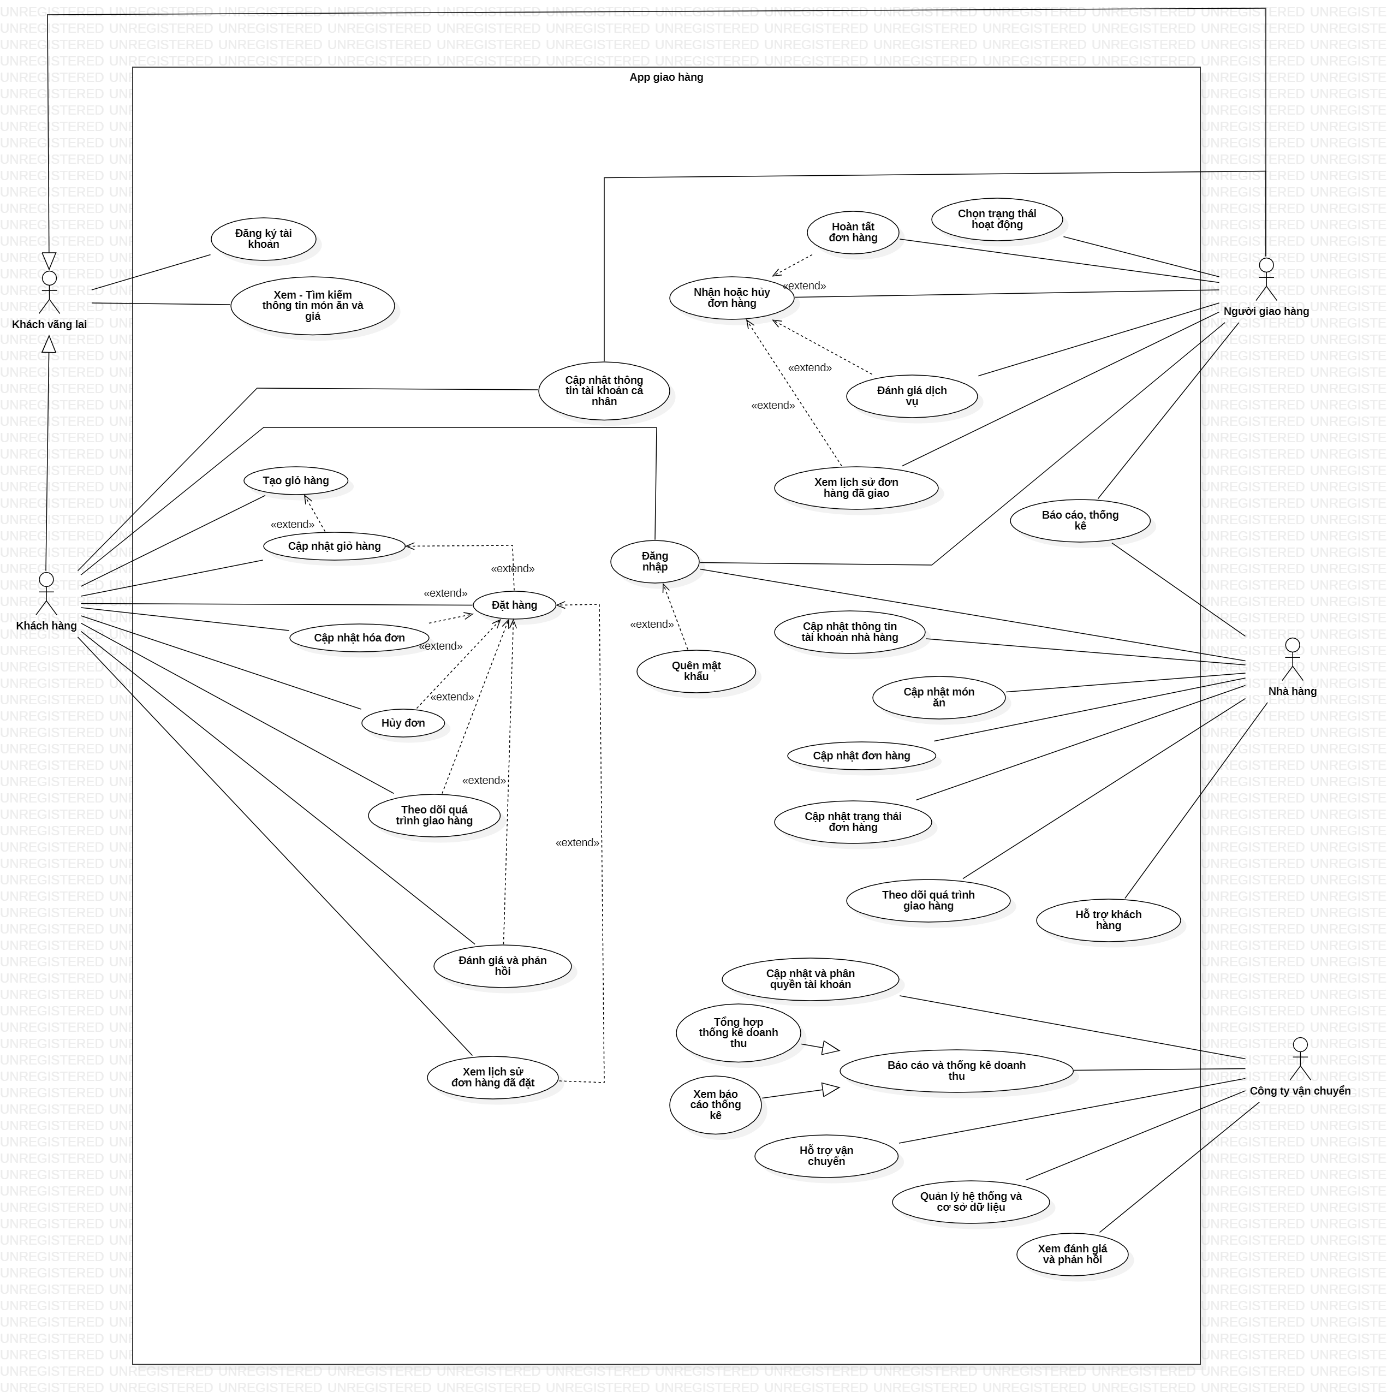 App giao hàng
Đăng ký tài
khoản
Xem - Tìm kiếm
thông tin món ăn và
giá
Khách vãng lai
Hoàn tất
đơn hàng
Chọn trạng thái
hoạt động
Nhận hoặc hủy
đơn hàng
«extend»
Người giao hàng
«extend»
Cập nhật thông
tin tài khoản cá
nhân
Đánh giá dịch
vụ
«extend»
Tạo giỏ hàng
Xem lịch sử đơn
hàng đã giao
«extend»
Báo cáo, thống
kê
Cập nhật giỏ hàng
Đăng
nhập
«extend»
«extend»
Đặt hàng
Khách hàng
Cập nhật hóa đơn
«extend»
«extend»
Cập nhật thông tin
tài khoản nhà hàng
Quên mật
khẩu
Nhà hàng
«extend»
Cập nhật món
ăn
Hủy đơn
Cập nhật đơn hàng
«extend»
Theo dõi quá
trình giao hàng
Cập nhật trạng thái
đơn hàng
«extend»
Theo dõi quá trình
giao hàng
Hỗ trợ khách
hàng
Đánh giá và phản
hồi
Cập nhật và phân
quyền tài khoản
Tổng hợp
thống kê doanh
thu
Báo cáo và thống kê doanh
thu
Xem lịch sử
đơn hàng đã đặt
Xem báo
cáo thống
kê
Công ty vận chuyển
Hỗ trợ vận
chuyển
Quản lý hệ thống và
cơ sở dữ liệu
Xem đánh giá
và phản hồi
UNREGISTERED